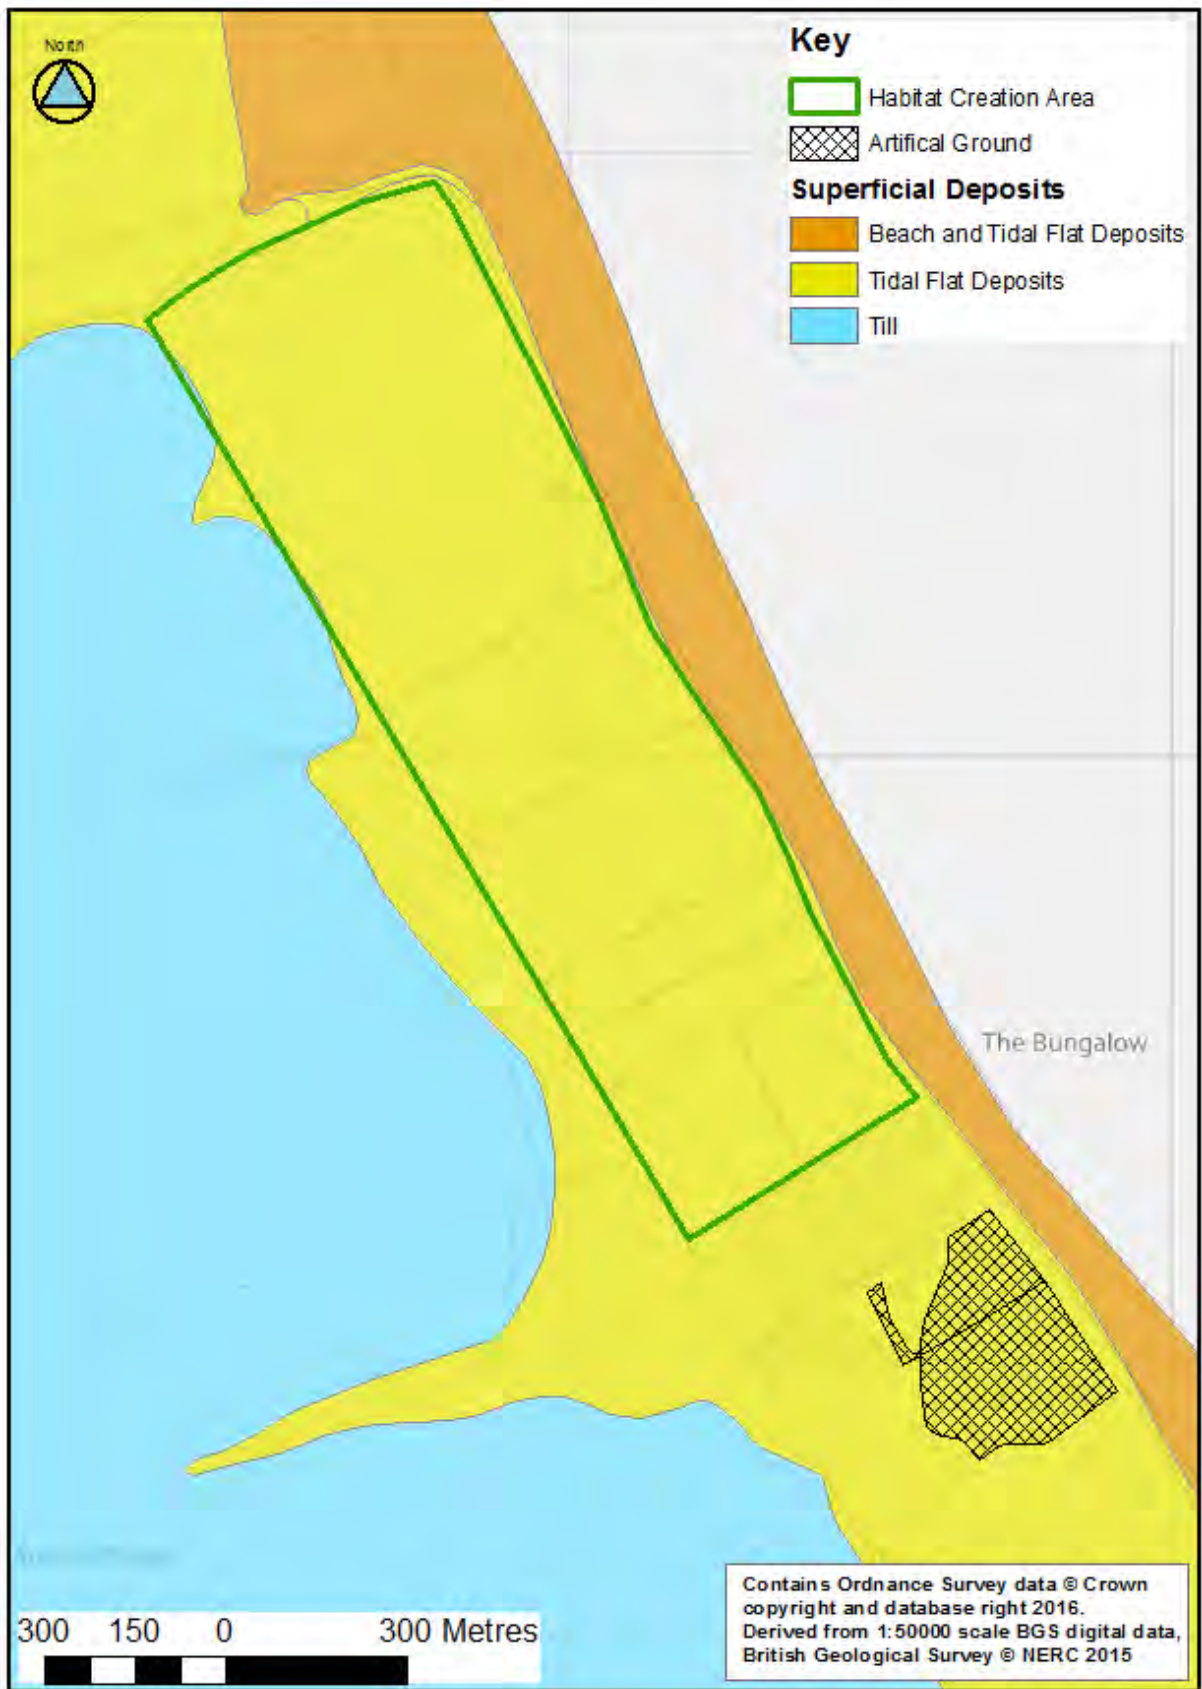 North
Key
Habitat Creation Area
Artifical Ground
Superficial Deposits
Beach and Tidal Flat Deposits
Tidal Flat Deposits
Till
The Bungalow
300 150 0 300 Metres
Contains Ordnance Survey data © Crown
copyright and database right 2016.
Derived from 1:50000 scale BGS digital data,
British Geological Survey © NERC 2015